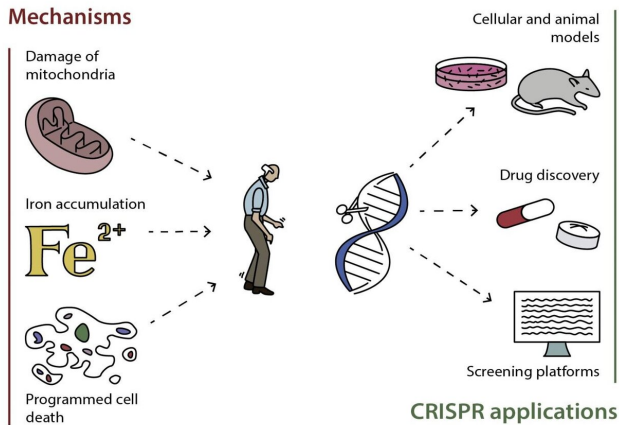 Mechanisms
Damage of
mitochondria
Iron accumulation
Fe2+
Programmed cell
death
Cellular and animal
models
Drug discovery
Screening platforms
CRISPR applications